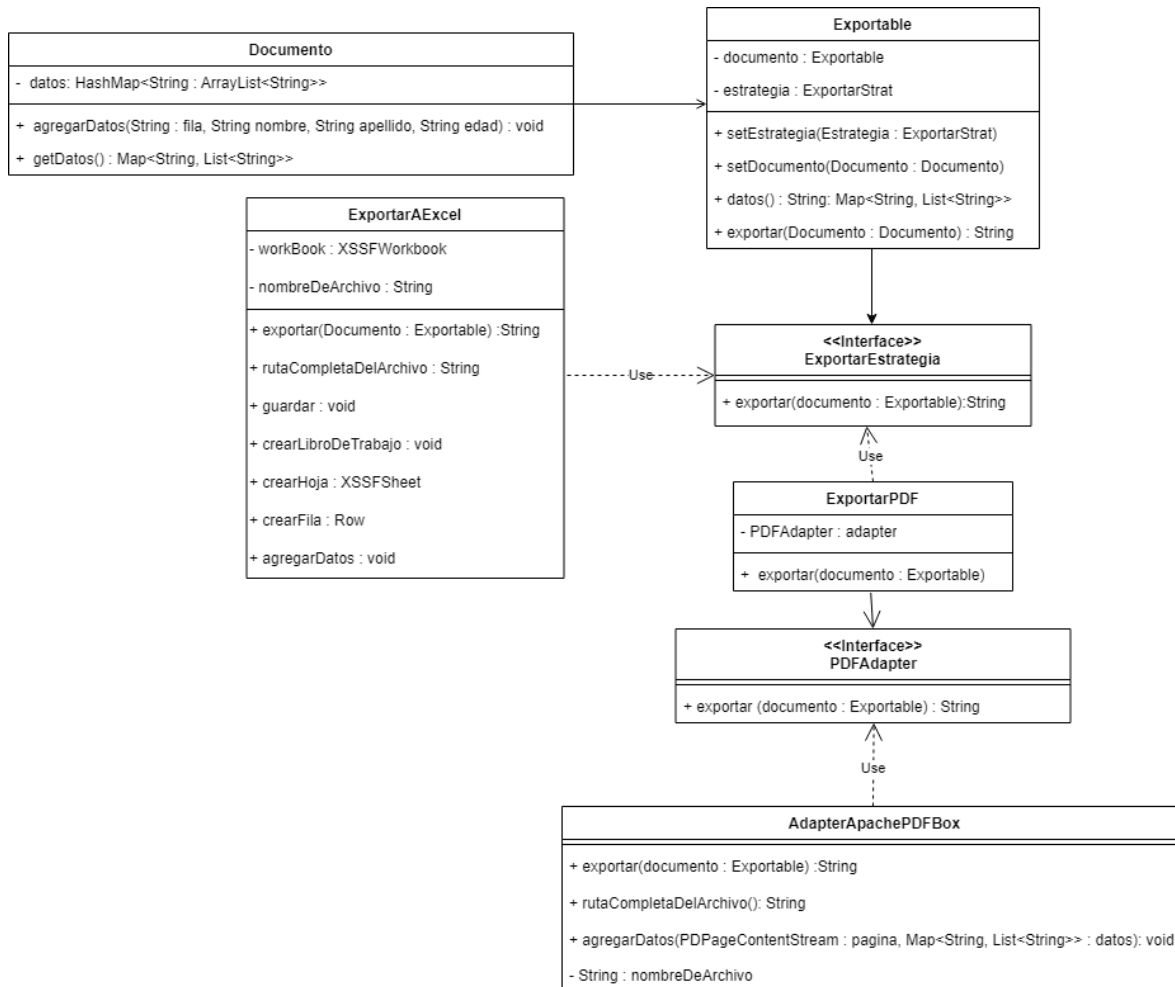 Documento
- datos: HashMap<String : ArrayList<String>>
+ agregarDatos(String : fila, String nombre, String apellido, String edad) : void
+ getDatos() : Map<String, List<String>>
Exportable
- documento : Exportable
- estrategia : ExportarStrat
+ setEstrategia(Estrategia : ExportarStrat)
+ setDocumento(Documento : Documento)
+ datos() : String: Map<String, List<String>>
+ exportar(Documento : Documento) : String
ExportarAExcel
- workBook : XSSFWorkbook
- nombreDeArchivo : String
+ exportar(Documento : Exportable) :String
+ rutaCompletaDelArchivo : String
+ guardar : void
+ crearLibroDeTrabajo : void
+ crearHoja : XSSFSheet
+ crearFila : Row
+ agregarDatos : void
Use
<<Interface>>
ExportarEstrategia
+ exportar(documento : Exportable):String
Use
ExportarPDF
- PDFAdapter : adapter
+ exportar(documento : Exportable)
<<Interface>>
PDFAdapter
+ exportar (documento : Exportable) : String
Use
AdapterApachePDFBox
+ exportar(documento : Exportable) :String
+ rutaCompletaDelArchivo(): String
+ agregarDatos(PDPageContentStream : pagina, Map<String, List<String>> : datos): void
- String : nombreDeArchivo